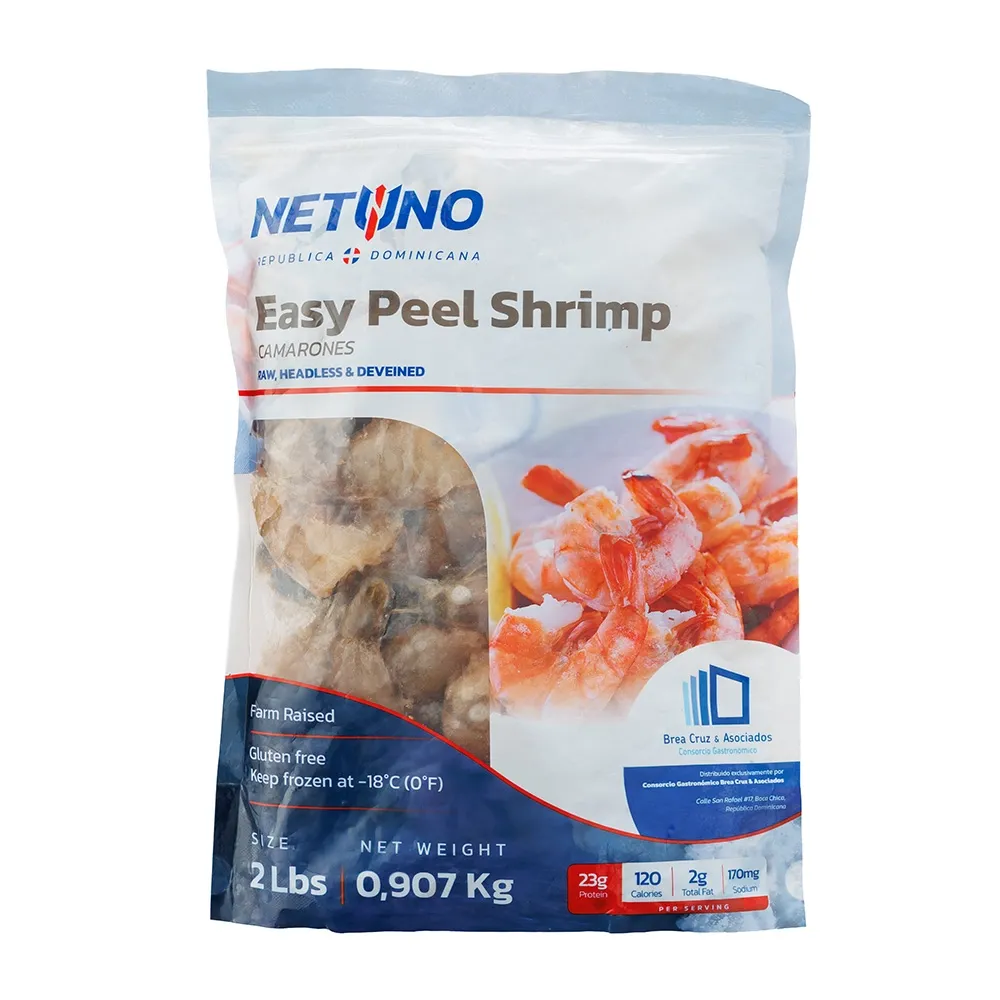 NETUNO
REPUBLICA DOMINICANA
Easy Peel Shrimp
CAMARONES
RAW, HEADLESS & DEVEINED
Brea Cruz & Asociados
Consorcio Gastronómico
Distribuido exclusivamente por
Consorcio Gastronómico Brea Cruz & Asociados
Calle San Rafael #17, Boca Chica,
República Dominicana
Farm Raised
Gluten free
Keep frozen at -18°C (0°F)
SIZE NET WEIGHT
2 Lbs 0,907 Kg
23g 120 2g 170mg
Protein Calories Total Fat Sodium
PER SERVING